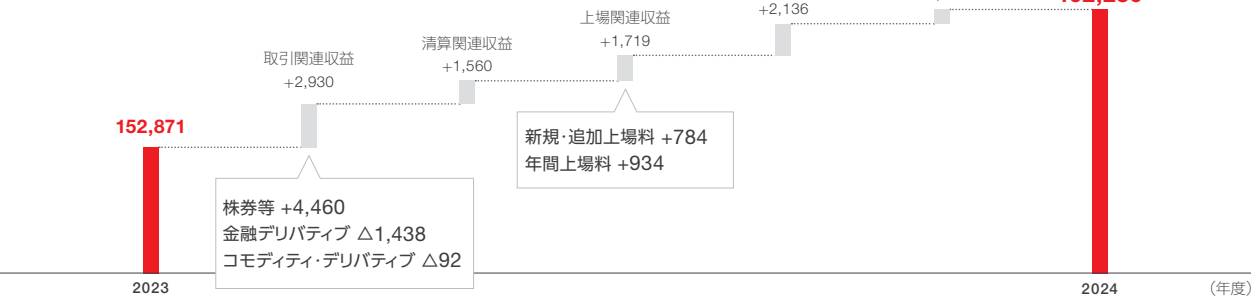 上場関連収益
+1,719
+2,136
清算関連収益
+1,560
取引関連収益
+2,930
152,871
新規・追加上場料 +784
年間上場料 +934
株券等 +4,460
金融デリバティブ △1,438
コモディティ・デリバティブ △92
2023
2024
(年度)